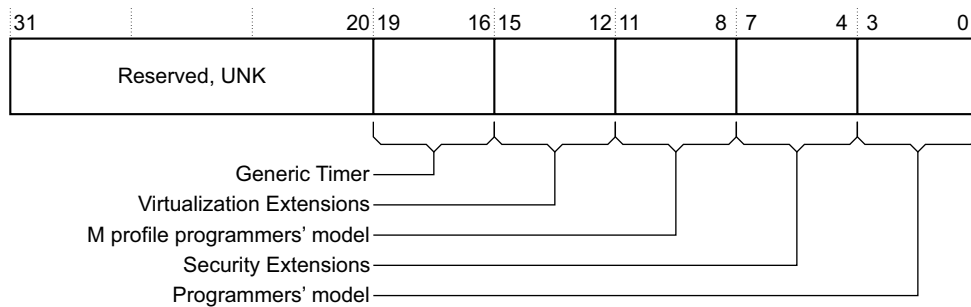 31 20 19 16 15 12 11 8 7 4 3 0
Reserved, UNK
Generic Timer
Virtualization Extensions
M profile programmers’ model
Security Extensions
Programmers’ model